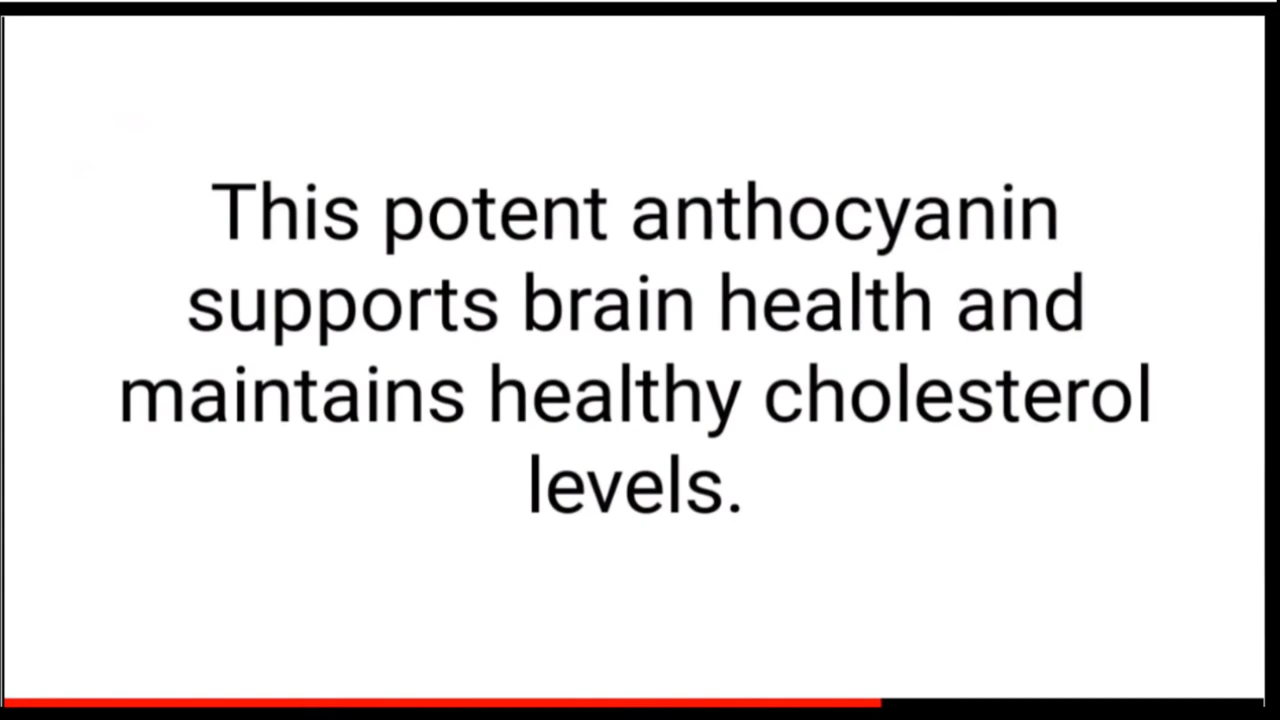 This potent anthocyanin
supports brain health and
maintains healthy cholesterol
levels.